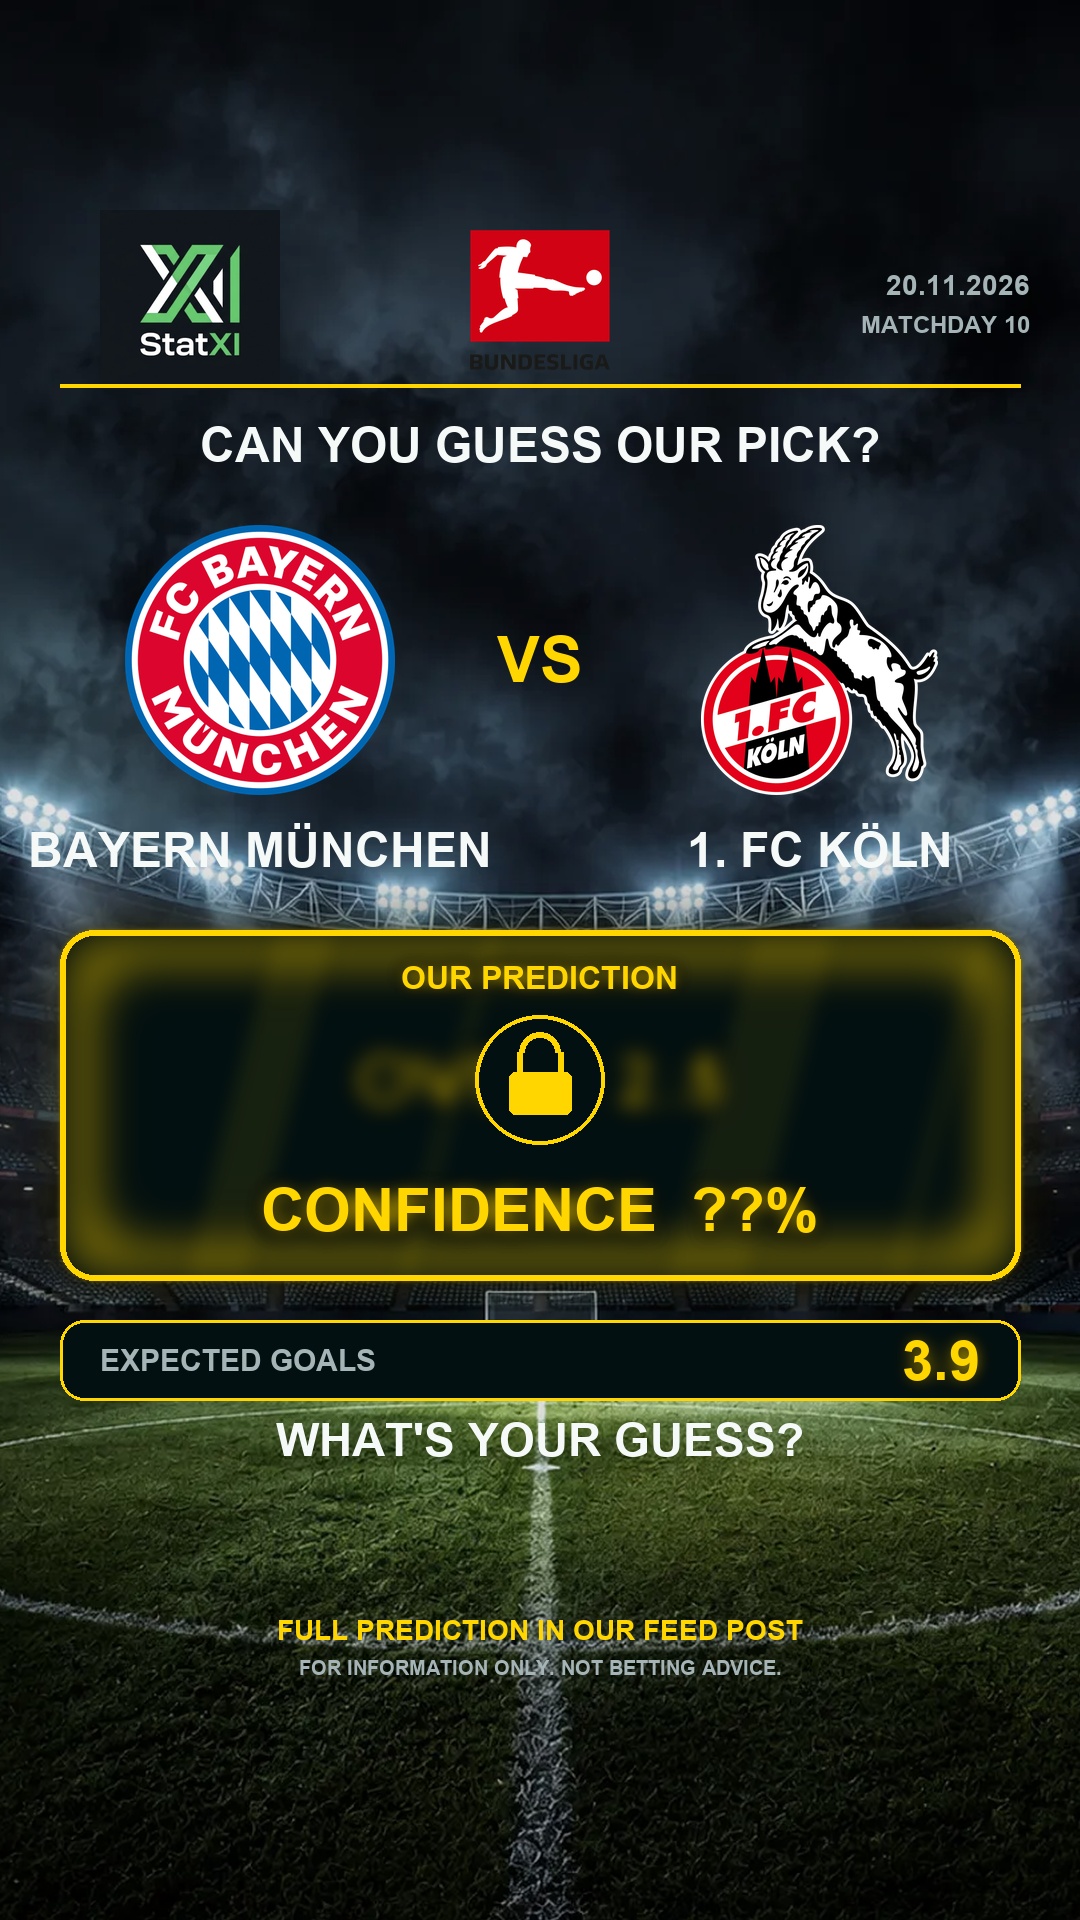 StatXI
BUNDESLIGA
20.11.2026
MATCHDAY 10
CAN YOU GUESS OUR PICK?
FC BAYERN
MÜNCHEN
VS
1.FC
KÖLN
BAYERN MÜNCHEN
1. FC KÖLN
OUR PREDICTION
CONFIDENCE ??%
EXPECTED GOALS
3.9
WHAT'S YOUR GUESS?
FULL PREDICTION IN OUR FEED POST
FOR INFORMATION ONLY. NOT BETTING ADVICE.